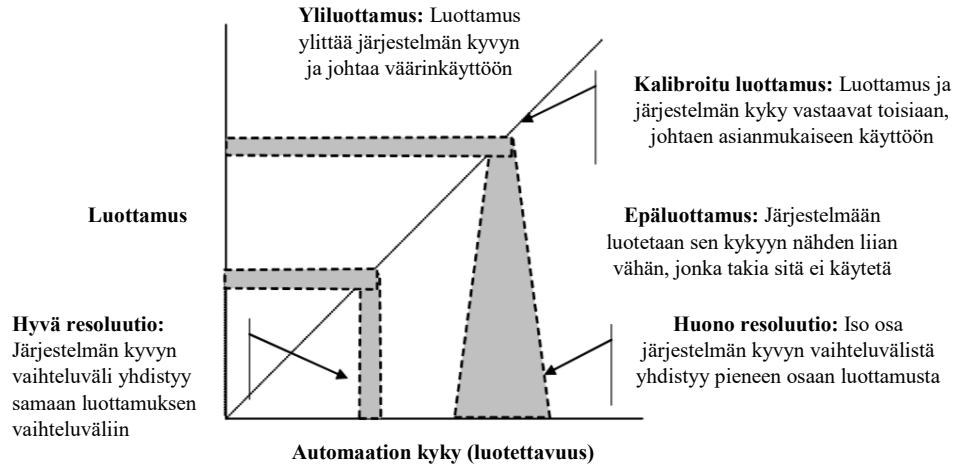 Yliluottamus: Luottamus
ylittää järjestelmän kyvyn
ja johtaa väärinkäyttöön
Kalibroitu luottamus: Luottamus ja
järjestelmän kyky vastaavat toisiaan,
johtaen asianmukaiseen käyttöön
Luottamus
Epäluottamus: Järjestelmään
luotetaan sen kykyyn nähden liian
vähän, jonka takia sitä ei käytetä
Hyvä resoluutio:
Järjestelmän kyvyn
vaihteluväli yhdistyy
samaan luottamuksen
vaihteluväliin
Huono resoluutio: Iso osa
järjestelmän kyvyn vaihteluvälistä
yhdistyy pieneen osaan luottamusta
Automaation kyky (luotettavuus)